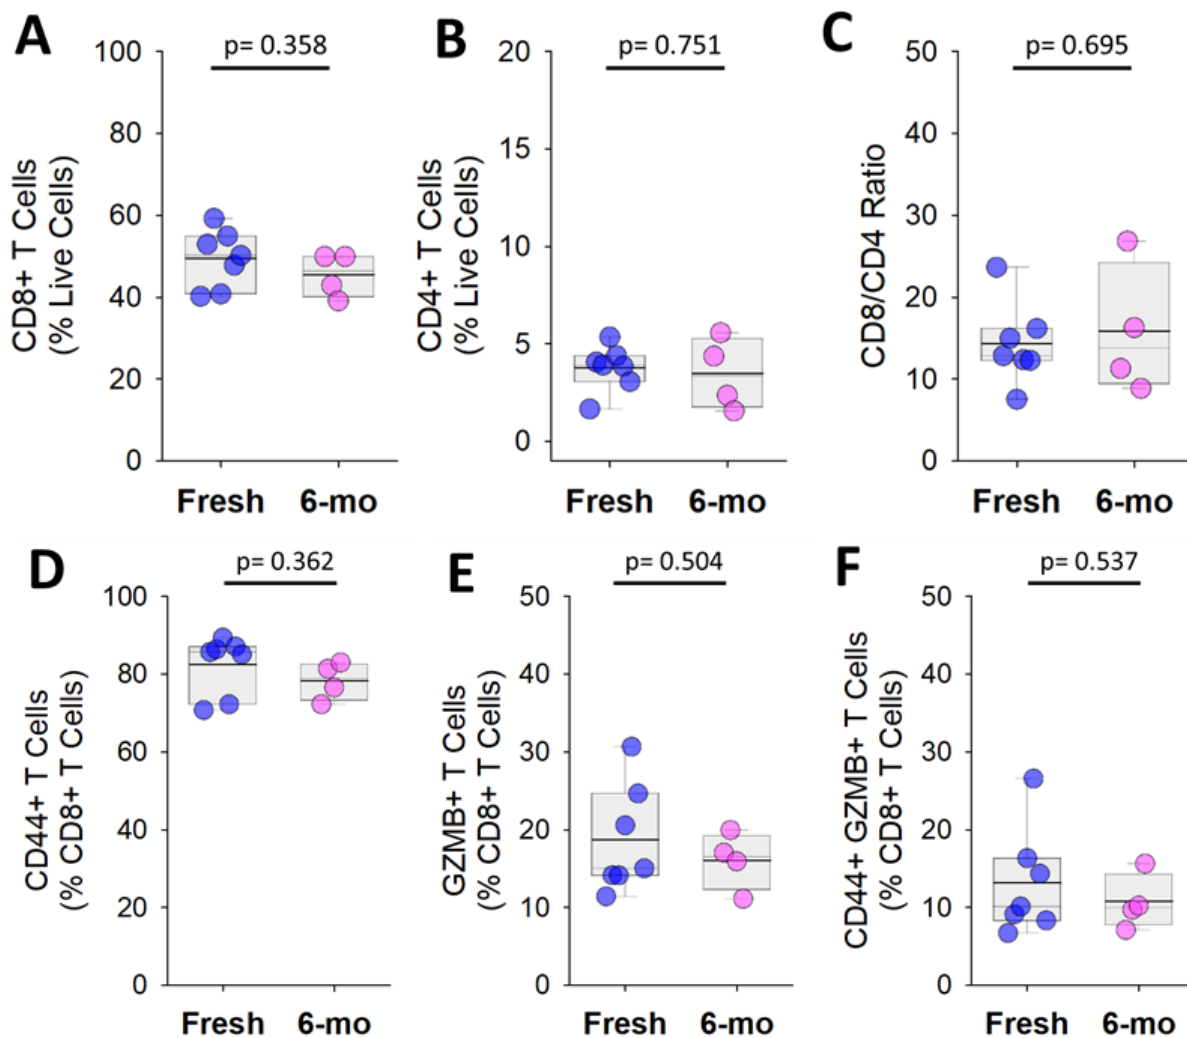 A
p= 0.358
CD8+ T Cells
(% Live Cells)
100
80
60
40
20
0
Fresh 6-mo
B
p= 0.751
CD4+ T Cells
(% Live Cells)
20
15
10
5
0
Fresh 6-mo
C
p= 0.695
CD8/CD4 Ratio
50
40
30
20
10
0
Fresh 6-mo
D
p= 0.362
CD44+ T Cells
(% CD8+ T Cells)
100
80
60
40
20
0
Fresh 6-mo
E
p= 0.504
GZMB+ T Cells
(% CD8+ T Cells)
50
40
30
20
10
0
Fresh 6-mo
F
p= 0.537
CD44+ GZMB+ T Cells
(% CD8+ T Cells)
50
40
30
20
10
0
Fresh 6-mo